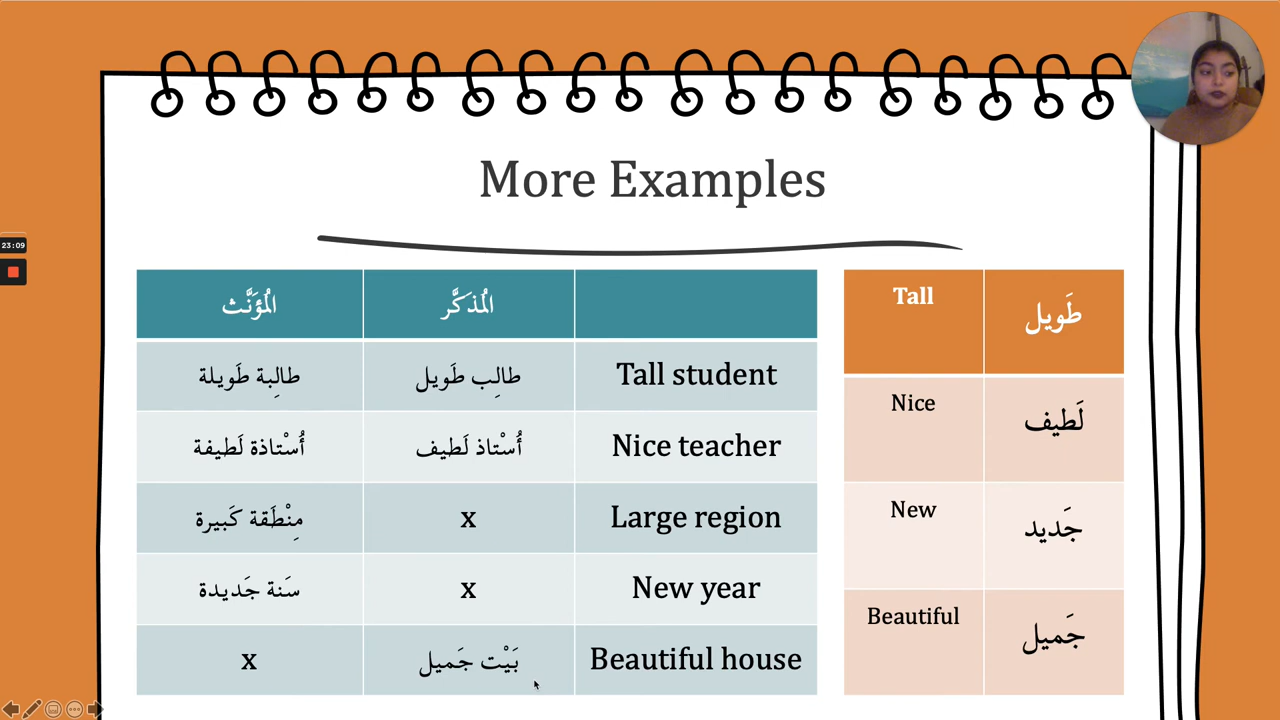 More Examples
المُؤَنَّث المُذَكَّر
طالِبة طَويلة طالِب طَويل Tall student
أُسْتاذة لَطيفة أُسْتاذ لَطيف Nice teacher
مِنْطَقة كَبيرة x Large region
سَنة جَديدة x New year
x بَيْت جَميل Beautiful house
Tall طَويل
Nice لَطيف
New جَديد
Beautiful جَميل
23:09